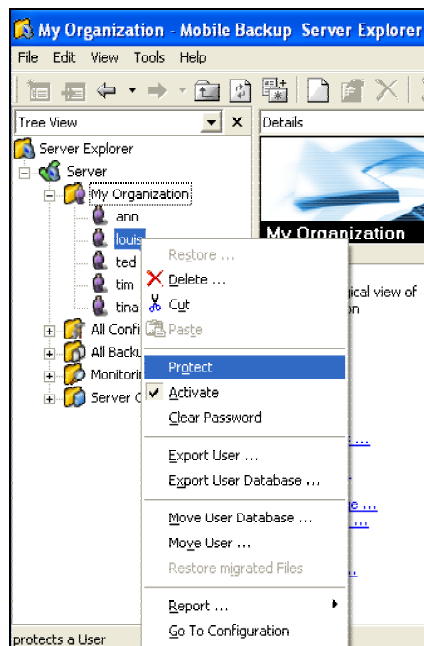 My Organization - Mobile Backup Server Explorer
File Edit View Tools Help
Tree View
Details
Server Explorer
Server
My Organization
ann
louis
ted
tim
tina
All Confi
All Backu
Monitorin
Server C
My Organization
ical view of
Restore ...
Delete ...
Cut
Paste
Protect
Activate
Clear Password
Export User ...
Export User Database ...
Move User Database ...
Move User ...
Restore migrated Files
Report ...
Go To Configuration
protects a User